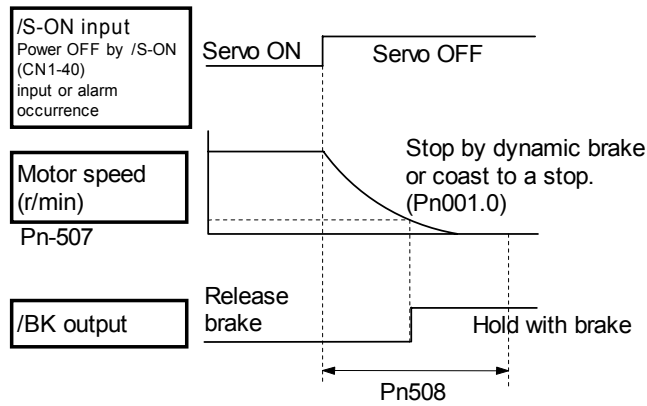 /S-ON input
Power OFF by /S-ON
(CN1-40)
input or alarm
occurrence
Servo ON
Servo OFF
Motor speed
(r/min)
Pn-507
Stop by dynamic brake
or coast to a stop.
(Pn001.0)
/BK output
Release
brake
Hold with brake
Pn508